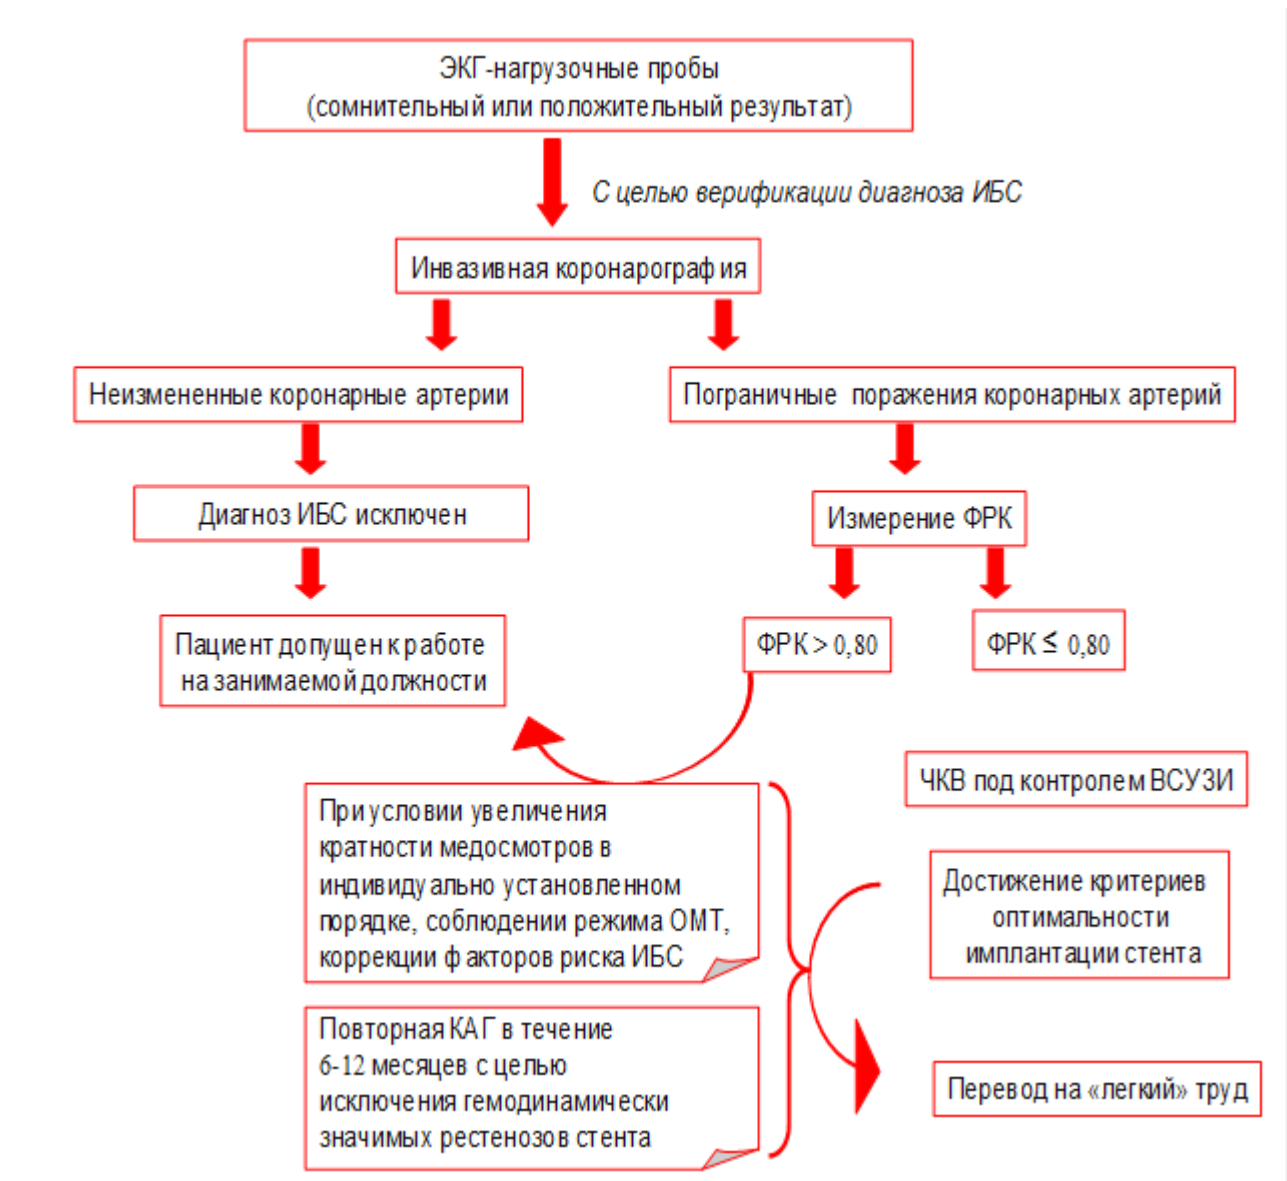 ЭКГ-нагрузочные пробы
(сомнительный или положительный результат)
С целью верификации диагноза ИБС
Инвазивная коронарография
Неизмененные коронарные артерии
Пограничные поражения коронарных артерий
Диагноз ИБС исключен
Измерение ФРК
Пациент допущен к работе
на занимаемой должности
ФРК > 0,80
ФРК ≤ 0,80
ЧКВ под контролем ВСУЗИ
При условии увеличения
кратности медосмотров в
индивидуально установленном
порядке, соблюдении режима ОМТ,
коррекции факторов риска ИБС
Достижение критериев
оптимальности
имплантации стента
Повторная КАГ в течение
6-12 месяцев с целью
исключения гемодинамически
значимых рестенозов стента
Перевод на «легкий» труд